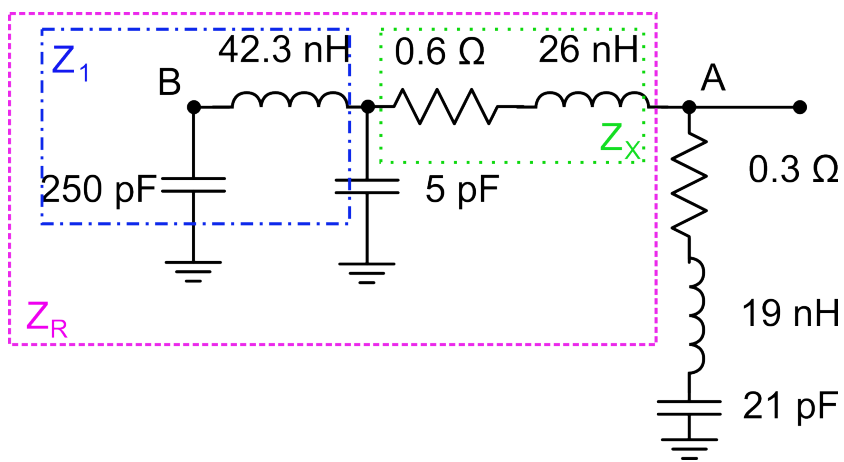 42.3 nH
0.6 Ω
26 nH
Z1
B
A
ZX
250 pF
5 pF
0.3 Ω
ZR
19 nH
21 pF